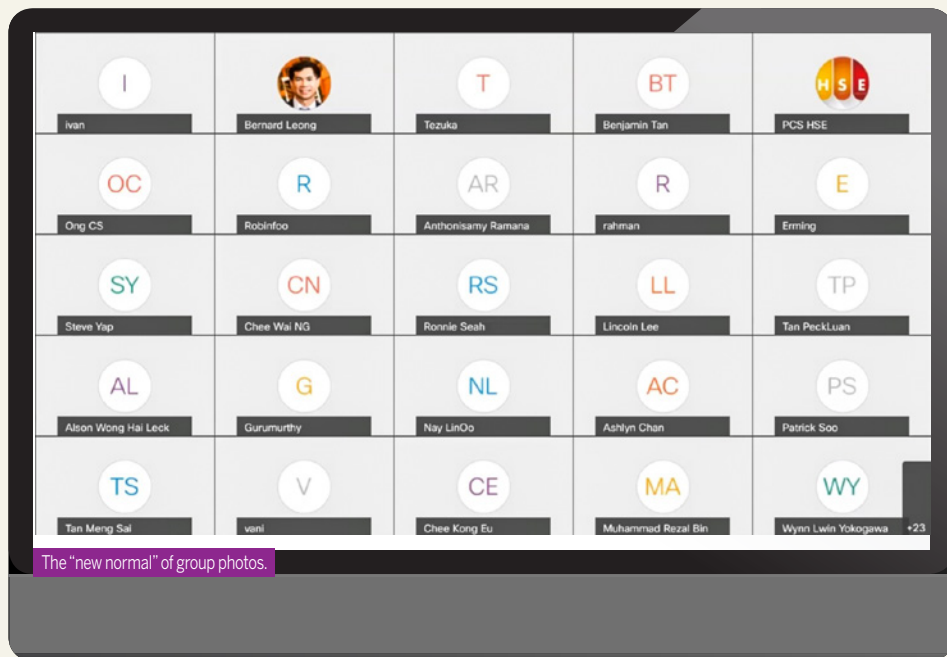 I
ivan
Bernard Leong
T
Tezuka
BT
Benjamin Tan
HSE
PCS HSE
OC
Ong CS
R
Robinfoo
AR
Anthonisamy Ramana
R
rahman
E
Erming
SY
Steve Yap
CN
Chee Wai NG
RS
Ronnie Seah
LL
Lincoln Lee
TP
Tan PeckLuan
AL
Alson Wong Hai Leck
G
Gurumurthy
NL
Nay LinOo
AC
Ashlyn Chan
PS
Patrick Soo
TS
Tan Meng Sai
V
vani
CE
Chee Kong Eu
MA
Muhammad Rezal Bin
WY
Wynn Lwin Yokogawa
+23
The “new normal” of group photos.